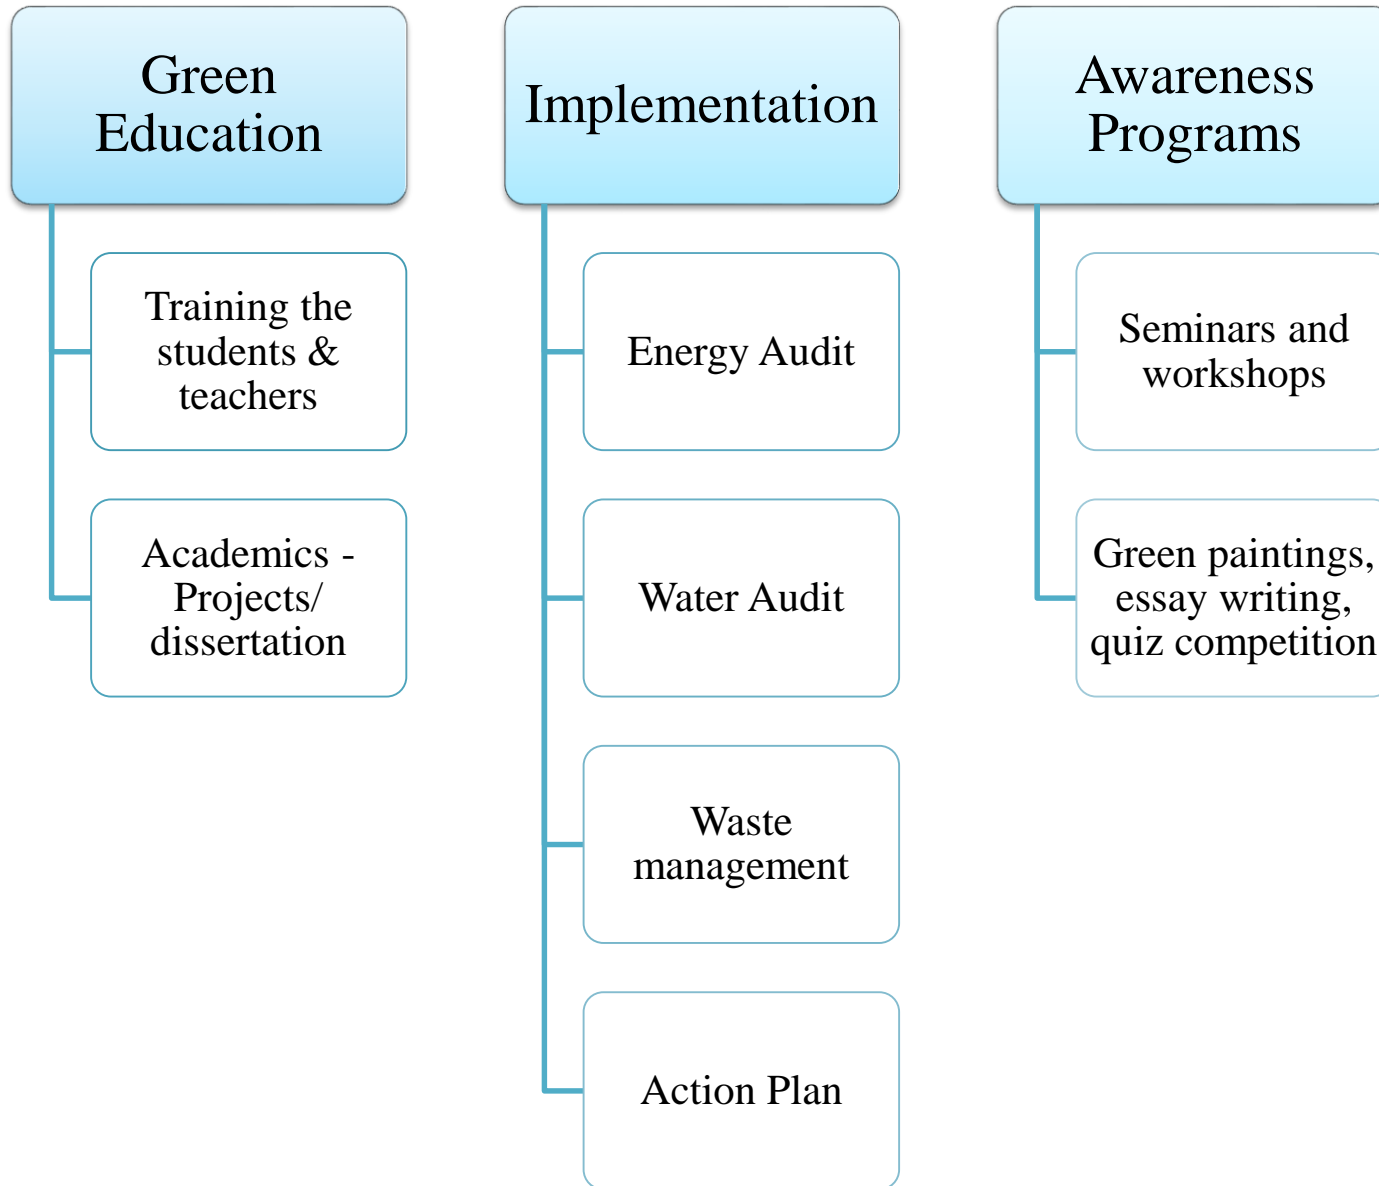 Green
Education
Training the
students &
teachers
Academics -
Projects/
dissertation
Implementation
Energy Audit
Water Audit
Waste
management
Action Plan
Awareness
Programs
Seminars and
workshops
Green paintings,
essay writing,
quiz competition